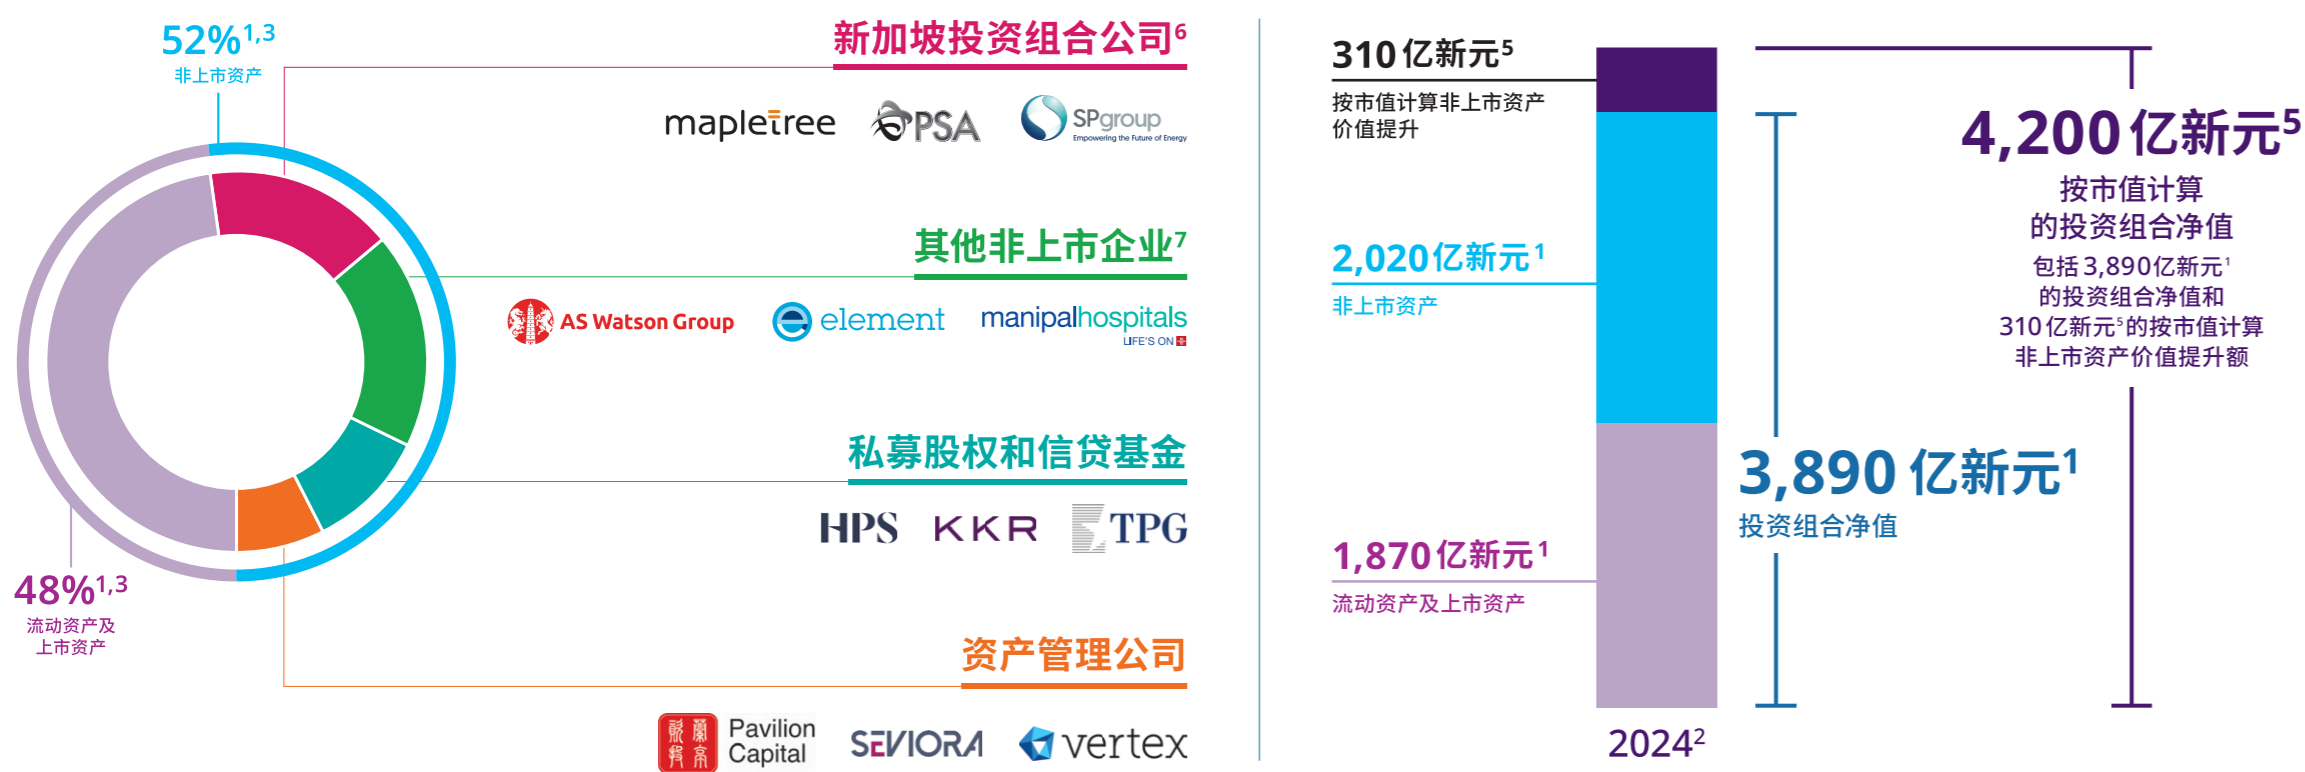 52%1,3
非上市资产
48%1,3
流动资产及
上市资产
新加坡投资组合公司6
mapletree
PSA
SPgroup
Empowering the Future of Energy
其他非上市企业7
AS Watson Group
element
manipalhospitals
LIFE'S ON
私募股权和信贷基金
HPS
KKR
TPG
资产管理公司
Pavilion
Capital
SEVIORA
vertex
310亿新元5
按市值计算非上市资产
价值提升
2,020亿新元1
非上市资产
1,870亿新元1
流动资产及上市资产
20242
3,890亿新元1
投资组合净值
4,200亿新元5
按市值计算
的投资组合净值
包括3,890亿新元1
的投资组合净值和
310亿新元5的按市值计算
非上市资产价值提升额